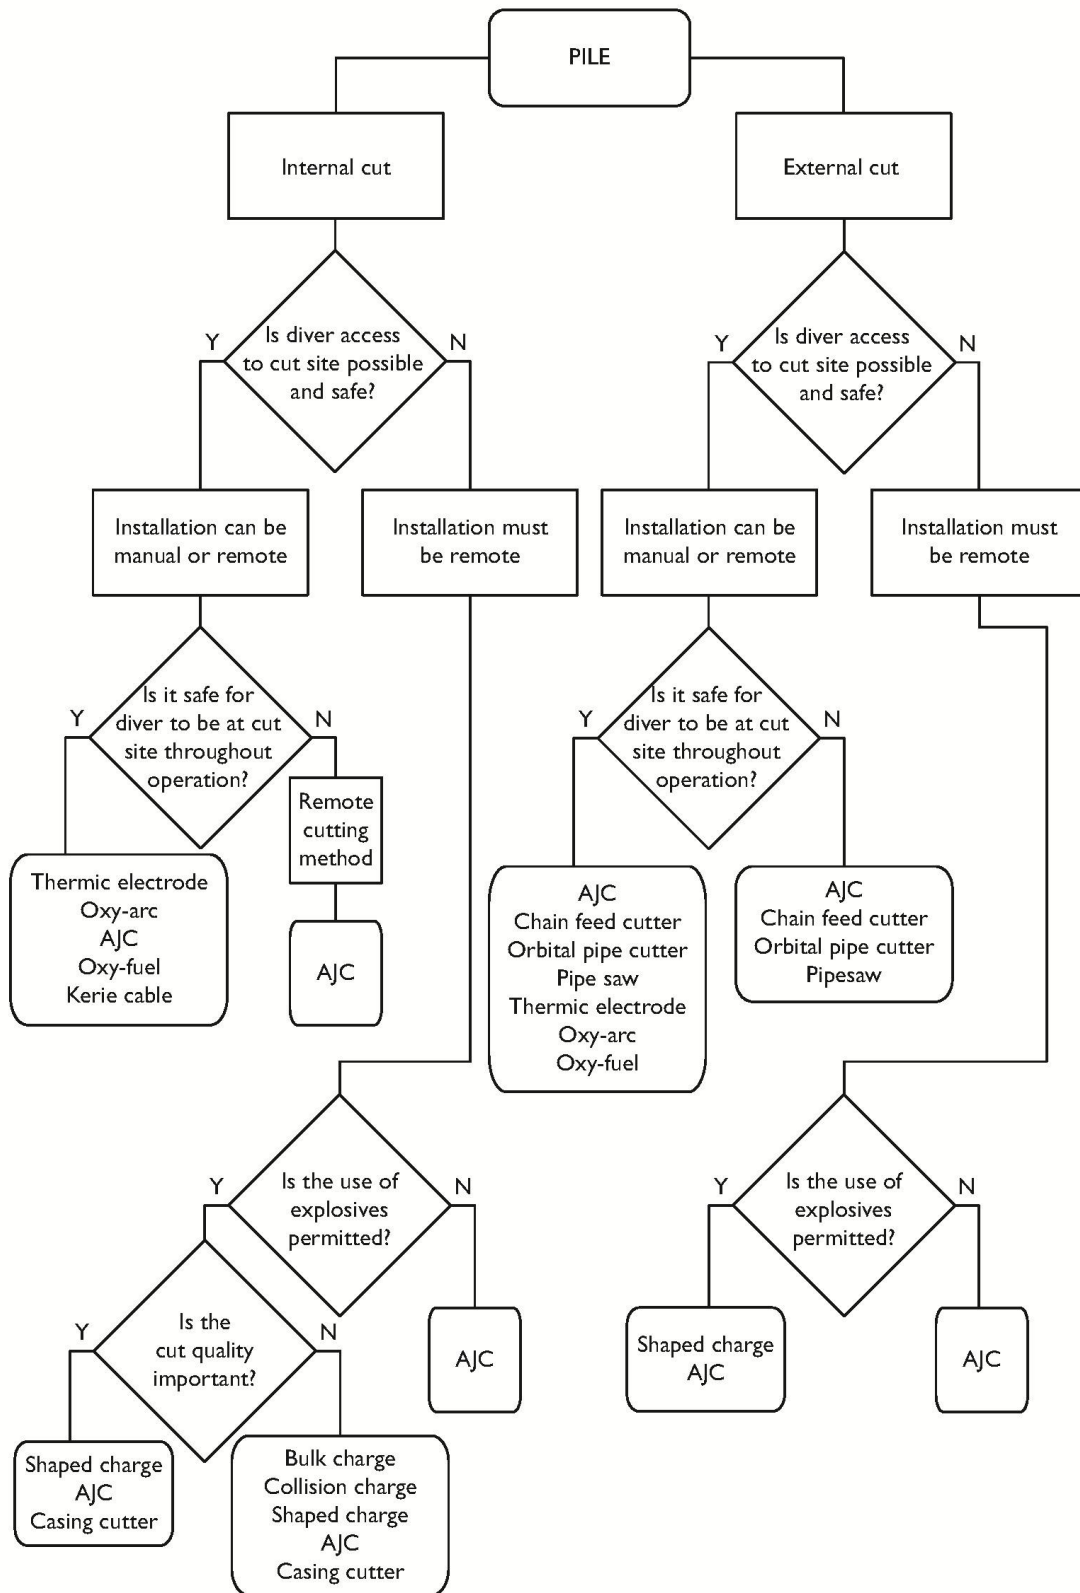 PILE
Internal cut
External cut
Y
Is diver access
to cut site possible
and safe?
N
Y
Is diver access
to cut site possible
and safe?
N
Installation can be
manual or remote
Installation must
be remote
Installation can be
manual or remote
Installation must
be remote
Y
Is it safe for
diver to be at cut
site throughout
operation?
N
Remote
cutting
method
Y
Is it safe for
diver to be at cut
site throughout
operation?
N
Thermic electrode
Oxy-arc
AJC
Oxy-fuel
Kerie cable
AJC
AJC
Chain feed cutter
Orbital pipe cutter
Pipe saw
Thermic electrode
Oxy-arc
Oxy-fuel
AJC
Chain feed cutter
Orbital pipe cutter
Pipesaw
Y
Is the use of
explosives
permitted?
N
Y
Is the use of
explosives
permitted?
N
Y
Is the
cut quality
important?
N
AJC
Shaped charge
AJC
AJC
Shaped charge
AJC
Casing cutter
Bulk charge
Collision charge
Shaped charge
AJC
Casing cutter